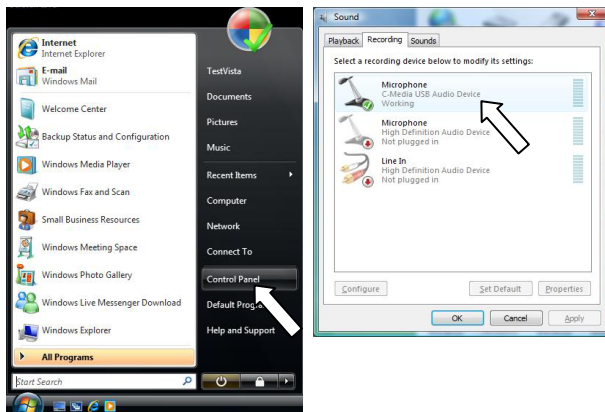 Internet
Internet Explorer
E-mail
Windows Mail
Welcome Center
Backup Status and Configuration
Windows Media Player
Windows Fax and Scan
Small Business Resources
Windows Meeting Space
Windows Photo Gallery
Windows Live Messenger Download
Windows Explorer
All Programs
Start Search
TestVista
Documents
Pictures
Music
Recent Items
Computer
Network
Connect To
Control Panel
Default
Help and Support
Sound
Playback Recording Sounds
Select a recording device below to modify its settings:
Microphone
C-Media USB Audio Device
Working
Microphone
High Definition Audio Device
Not plugged in
Line In
High Definition Audio Device
Not plugged in
Configure Set Default Properties
OK Cancel Apply